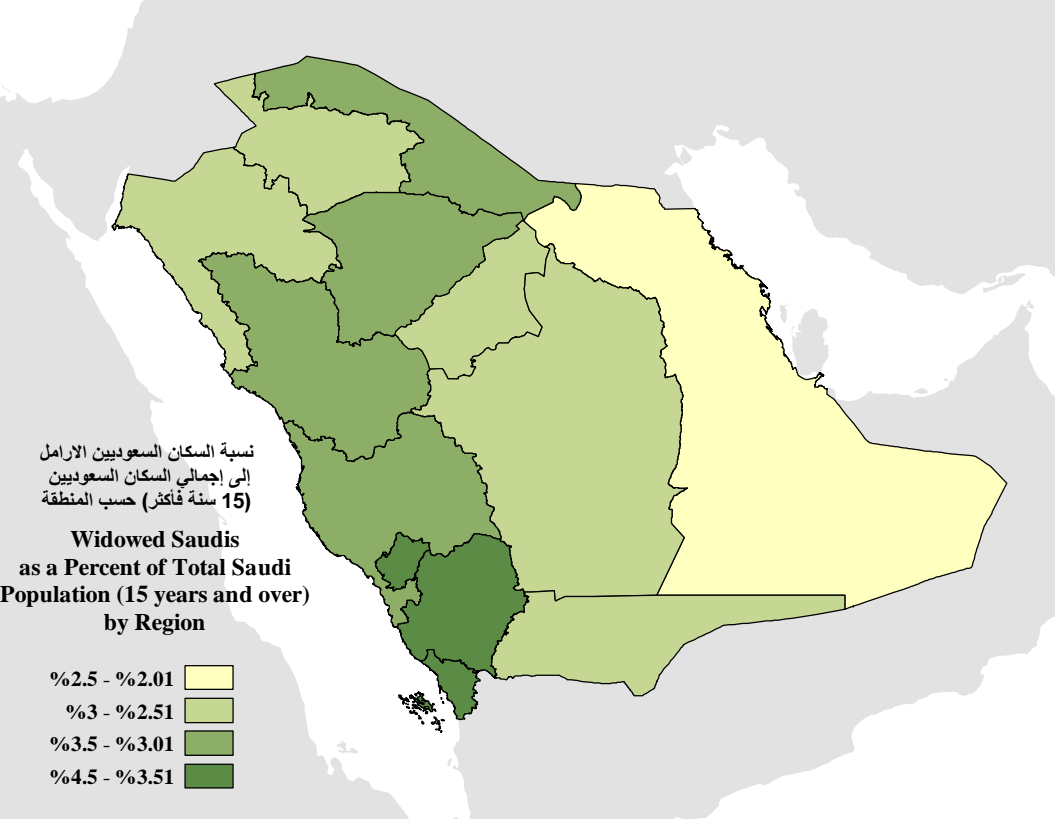 نسبة السكان السعوديين الارامل
إلى إجمالي السكان السعوديين
(15 سنة فأكثر) حسب المنطقة
Widowed Saudis
as a Percent of Total Saudi
Population (15 years and over)
by Region
%2.5 - %2.01
%3 - %2.51
%3.5 - %3.01
%4.5 - %3.51